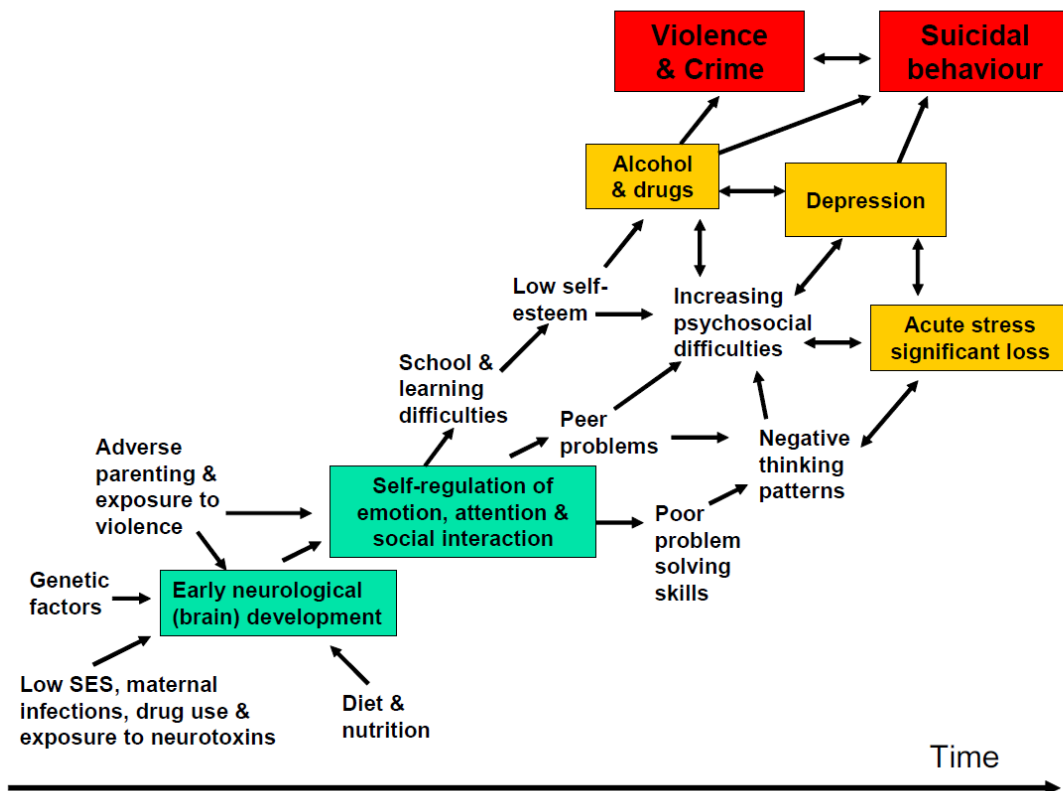 Violence
& Crime
Suicidal
behaviour
Alcohol
& drugs
Depression
Low self-
esteem
Increasing
psychosocial
difficulties
Acute stress
significant loss
School &
learning
difficulties
Peer
problems
Negative
thinking
patterns
Adverse
parenting &
exposure to
violence
Self-regulation of
emotion, attention &
social interaction
Poor
problem
solving
skills
Genetic
factors
Early neurological
(brain) development
Low SES, maternal
infections, drug use &
exposure to neurotoxins
Diet &
nutrition
Time